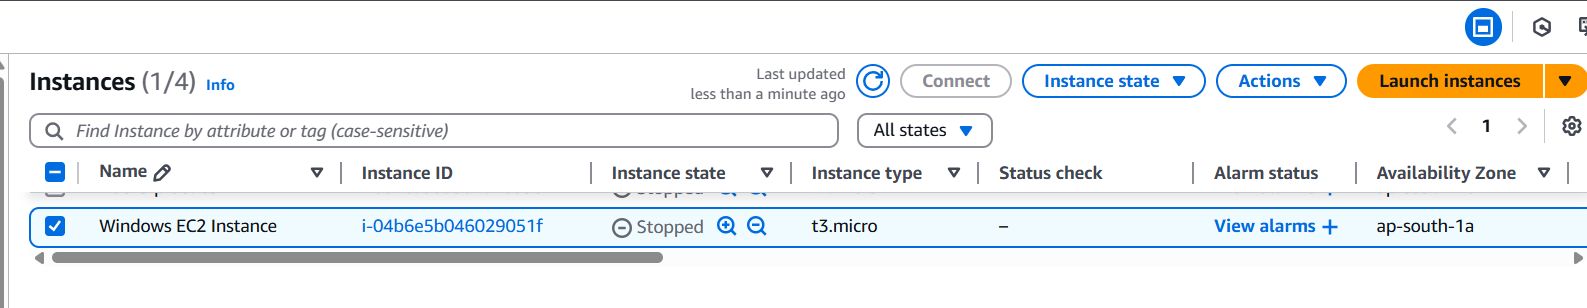 Instances (1/4) Info
Last updated
less than a minute ago
Connect
Instance state
Actions
Launch instances
Find Instance by attribute or tag (case-sensitive)
All states
1
Name Instance ID Instance state Instance type Status check Alarm status Availability Zone
Stopped
Windows EC2 Instance i-04b6e5b046029051f Stopped t3.micro – View alarms + ap-south-1a